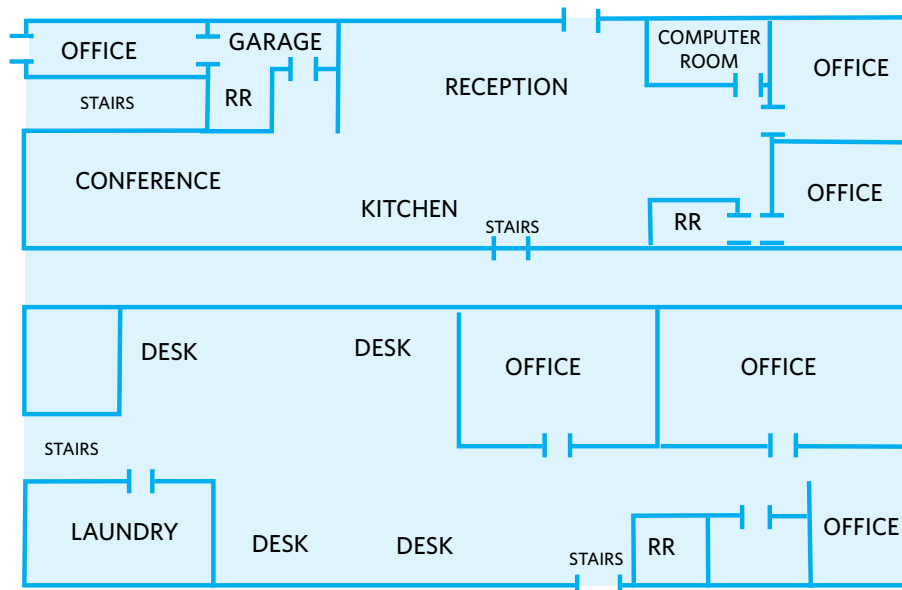 OFFICE
GARAGE
COMPUTER
ROOM
OFFICE
STAIRS
RR
RECEPTION
CONFERENCE
KITCHEN
STAIRS
RR
OFFICE
DESK
DESK
OFFICE
OFFICE
STAIRS
LAUNDRY
DESK
DESK
STAIRS
RR
OFFICE